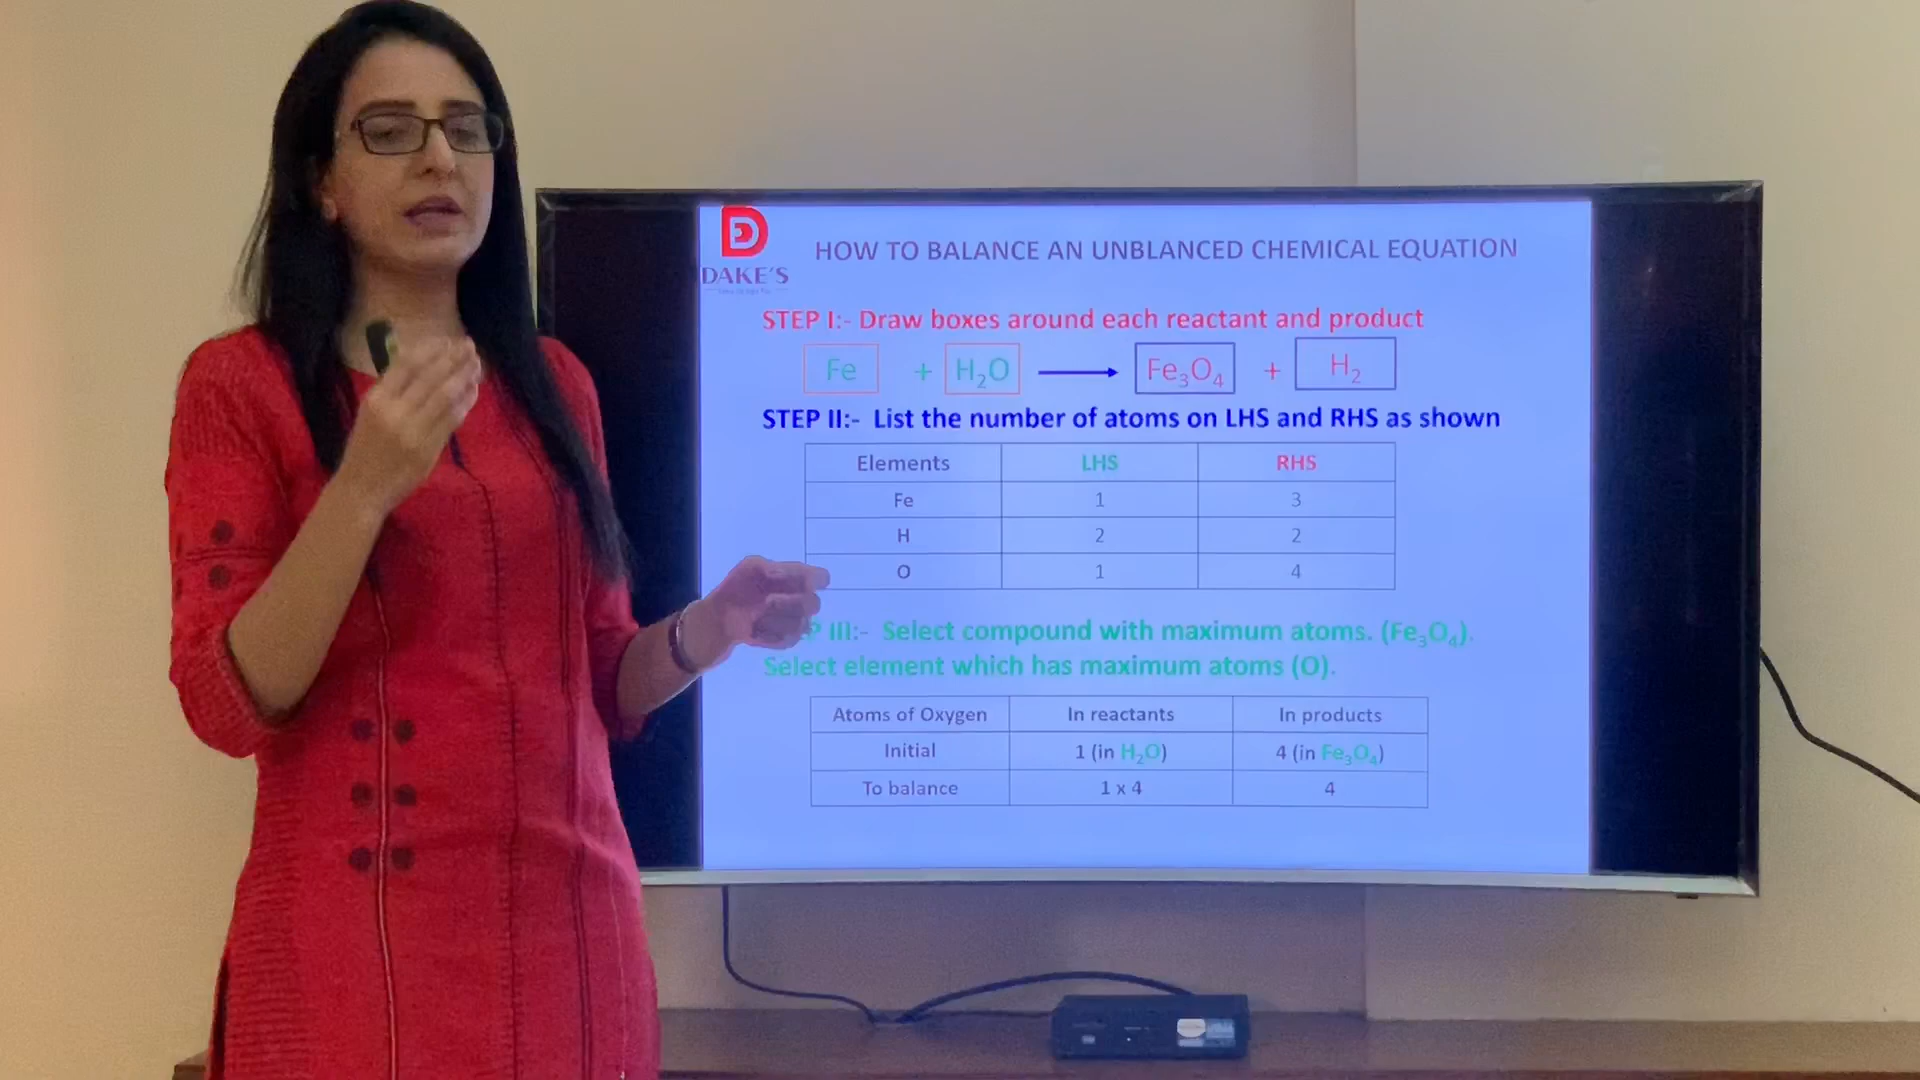 DAKE'S
HOW TO BALANCE AN UNBLANCED CHEMICAL EQUATION
STEP I:- Draw boxes around each reactant and product
Fe + H₂O ⟶ Fe₃O₄ + H₂
STEP II:- List the number of atoms on LHS and RHS as shown
Elements LHS RHS
Fe 1 3
H 2 2
O 1 4
P III:- Select compound with maximum atoms. (Fe₃O₄).
Select element which has maximum atoms (O).
Atoms of Oxygen In reactants In products
Initial 1 (in H₂O) 4 (in Fe₃O₄)
To balance 1 x 4 4